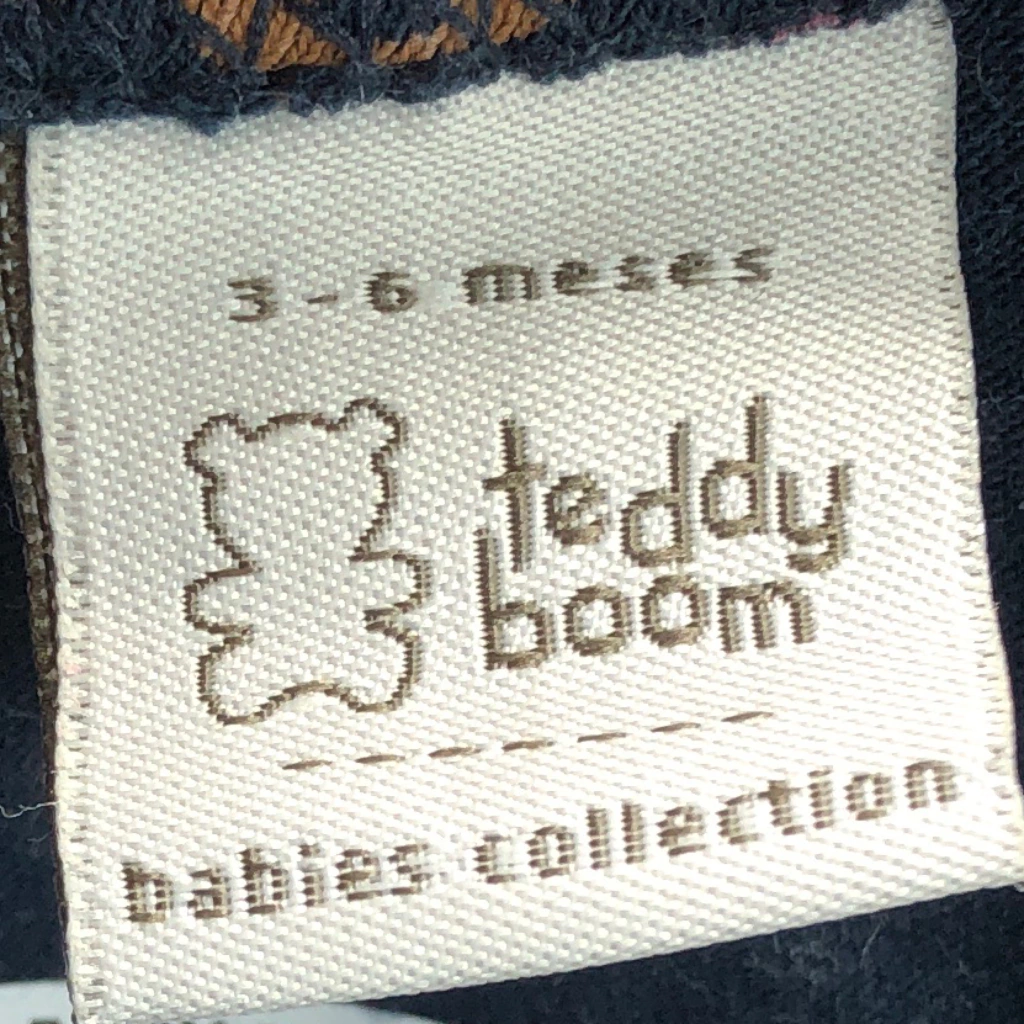 3 - 6 meses
teddy
boom
babies collection